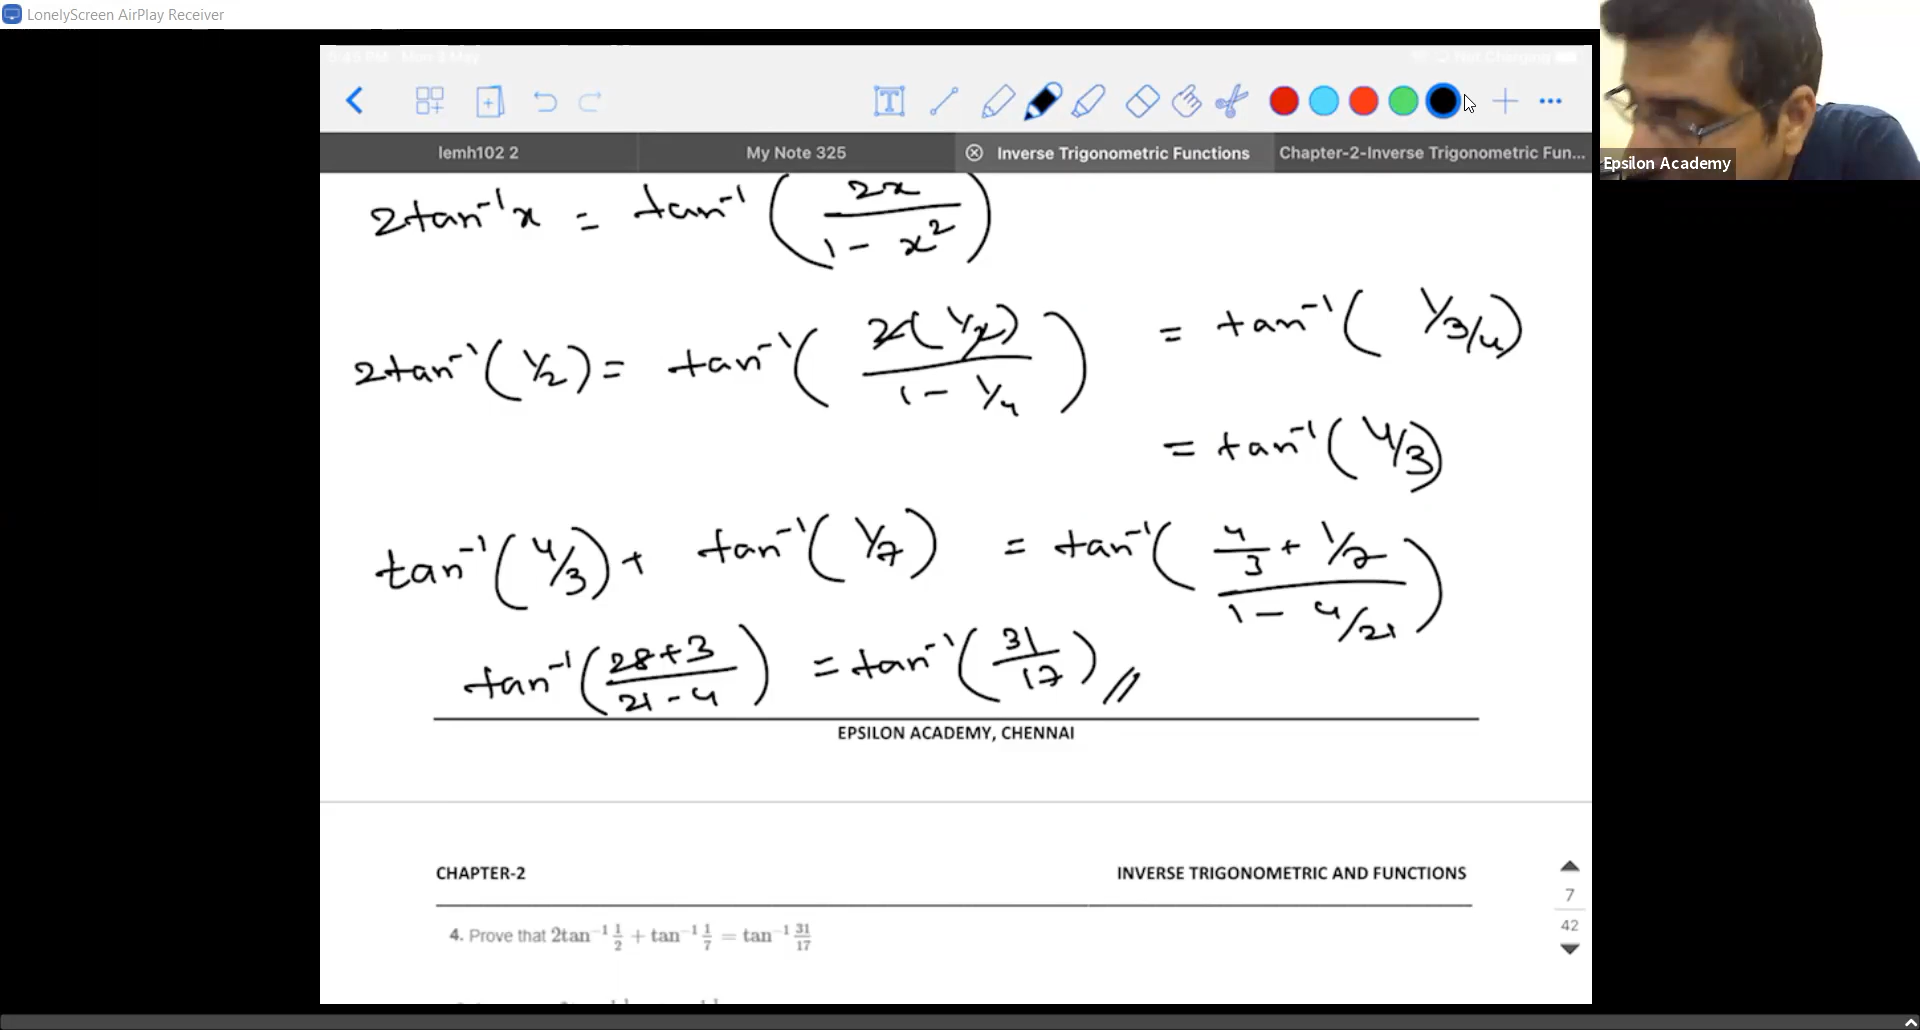 LonelyScreen AirPlay Receiver
lemh102 2
My Note 325
Inverse Trigonometric Functions
Chapter-2-Inverse Trigonometric Fun...
Epsilon Academy
2tan⁻¹x = tan⁻¹(2x/(1 - x²))
2tan⁻¹(1/2) = tan⁻¹(2(1/2)/(1 - 1/4)) = tan⁻¹(1/3/4)
= tan⁻¹(4/3)
tan⁻¹(4/3) + tan⁻¹(1/7) = tan⁻¹((4/3 + 1/7)/(1 - 4/21))
tan⁻¹((28+3)/(21-4)) = tan⁻¹(31/17) //
EPSILON ACADEMY, CHENNAI
CHAPTER-2
INVERSE TRIGONOMETRIC AND FUNCTIONS
7
42
4. Prove that 2tan⁻¹ 1/2 + tan⁻¹ 1/7 = tan⁻¹ 31/17